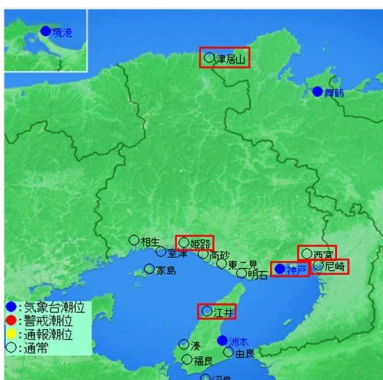 境港
津居山
舞鶴
相生
姫路
室津
高砂
西宮
家島
東二見
神戸
尼崎
明石
江井
●:気象台潮位
●:警戒潮位
:通報潮位
○:通常
湊
洲本
福良
由良
沼島